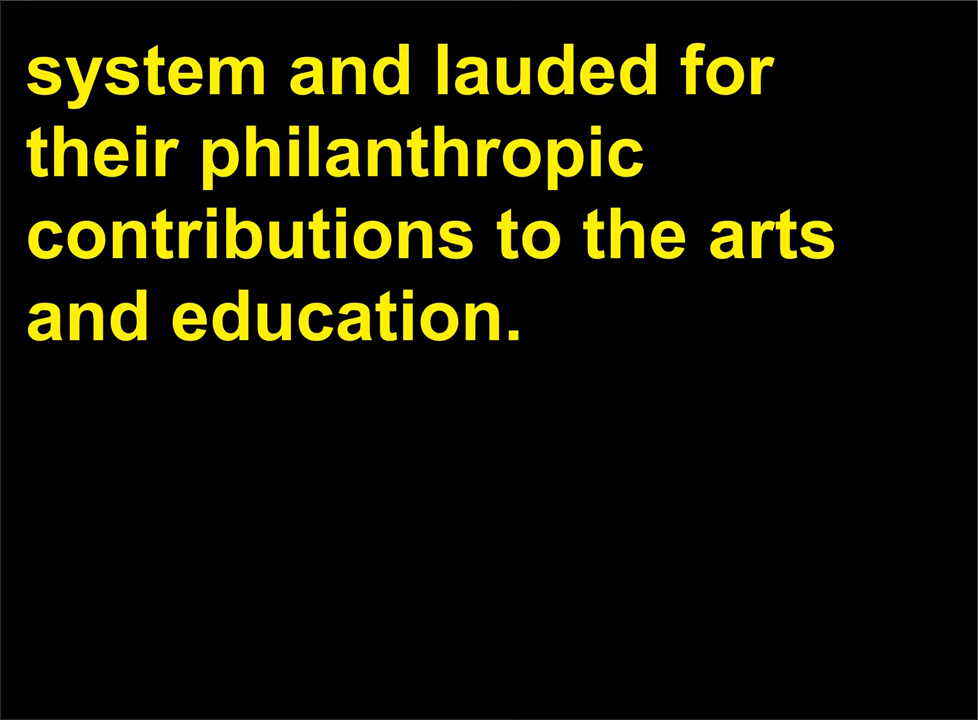 system and lauded for
their philanthropic
contributions to the arts
and education.